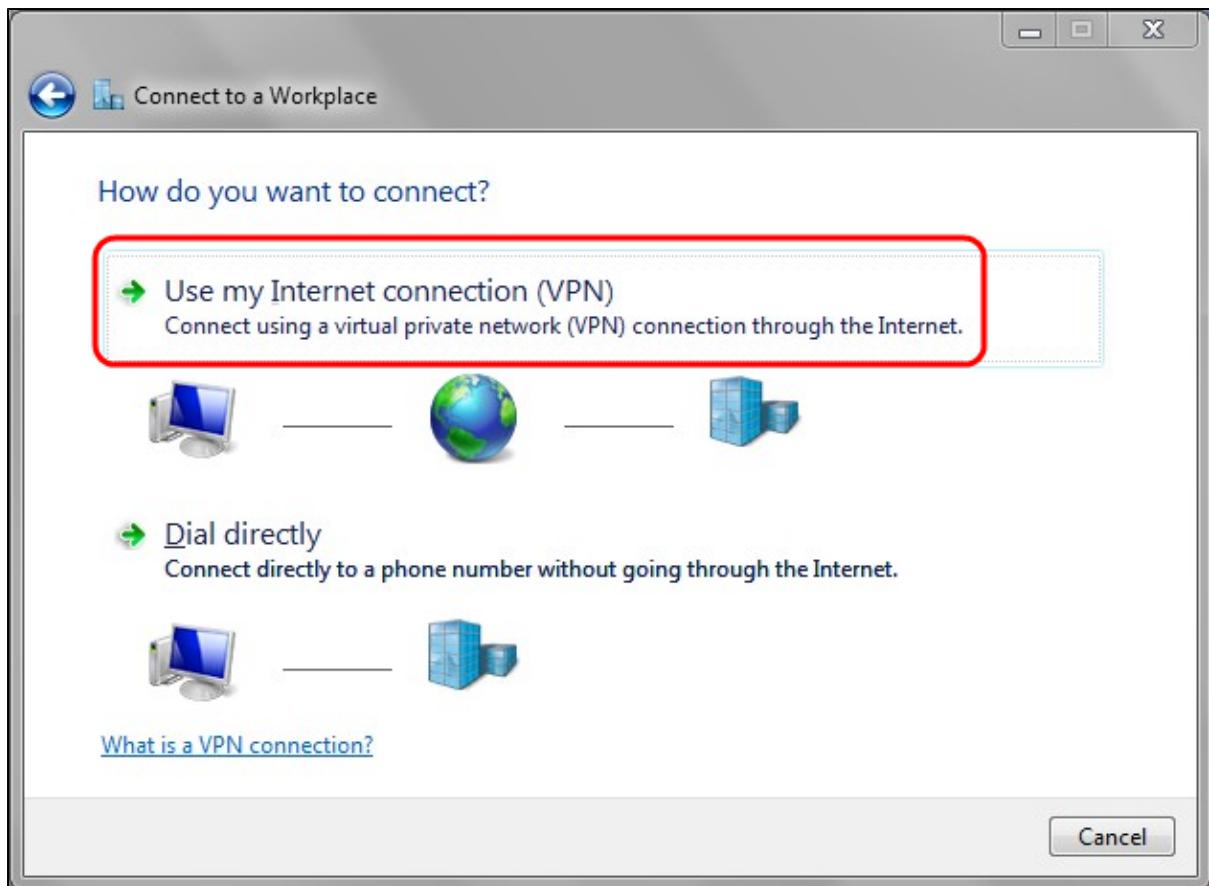 Connect to a Workplace
How do you want to connect?
Use my Internet connection (VPN)
Connect using a virtual private network (VPN) connection through the Internet.
Dial directly
Connect directly to a phone number without going through the Internet.
What is a VPN connection?
Cancel